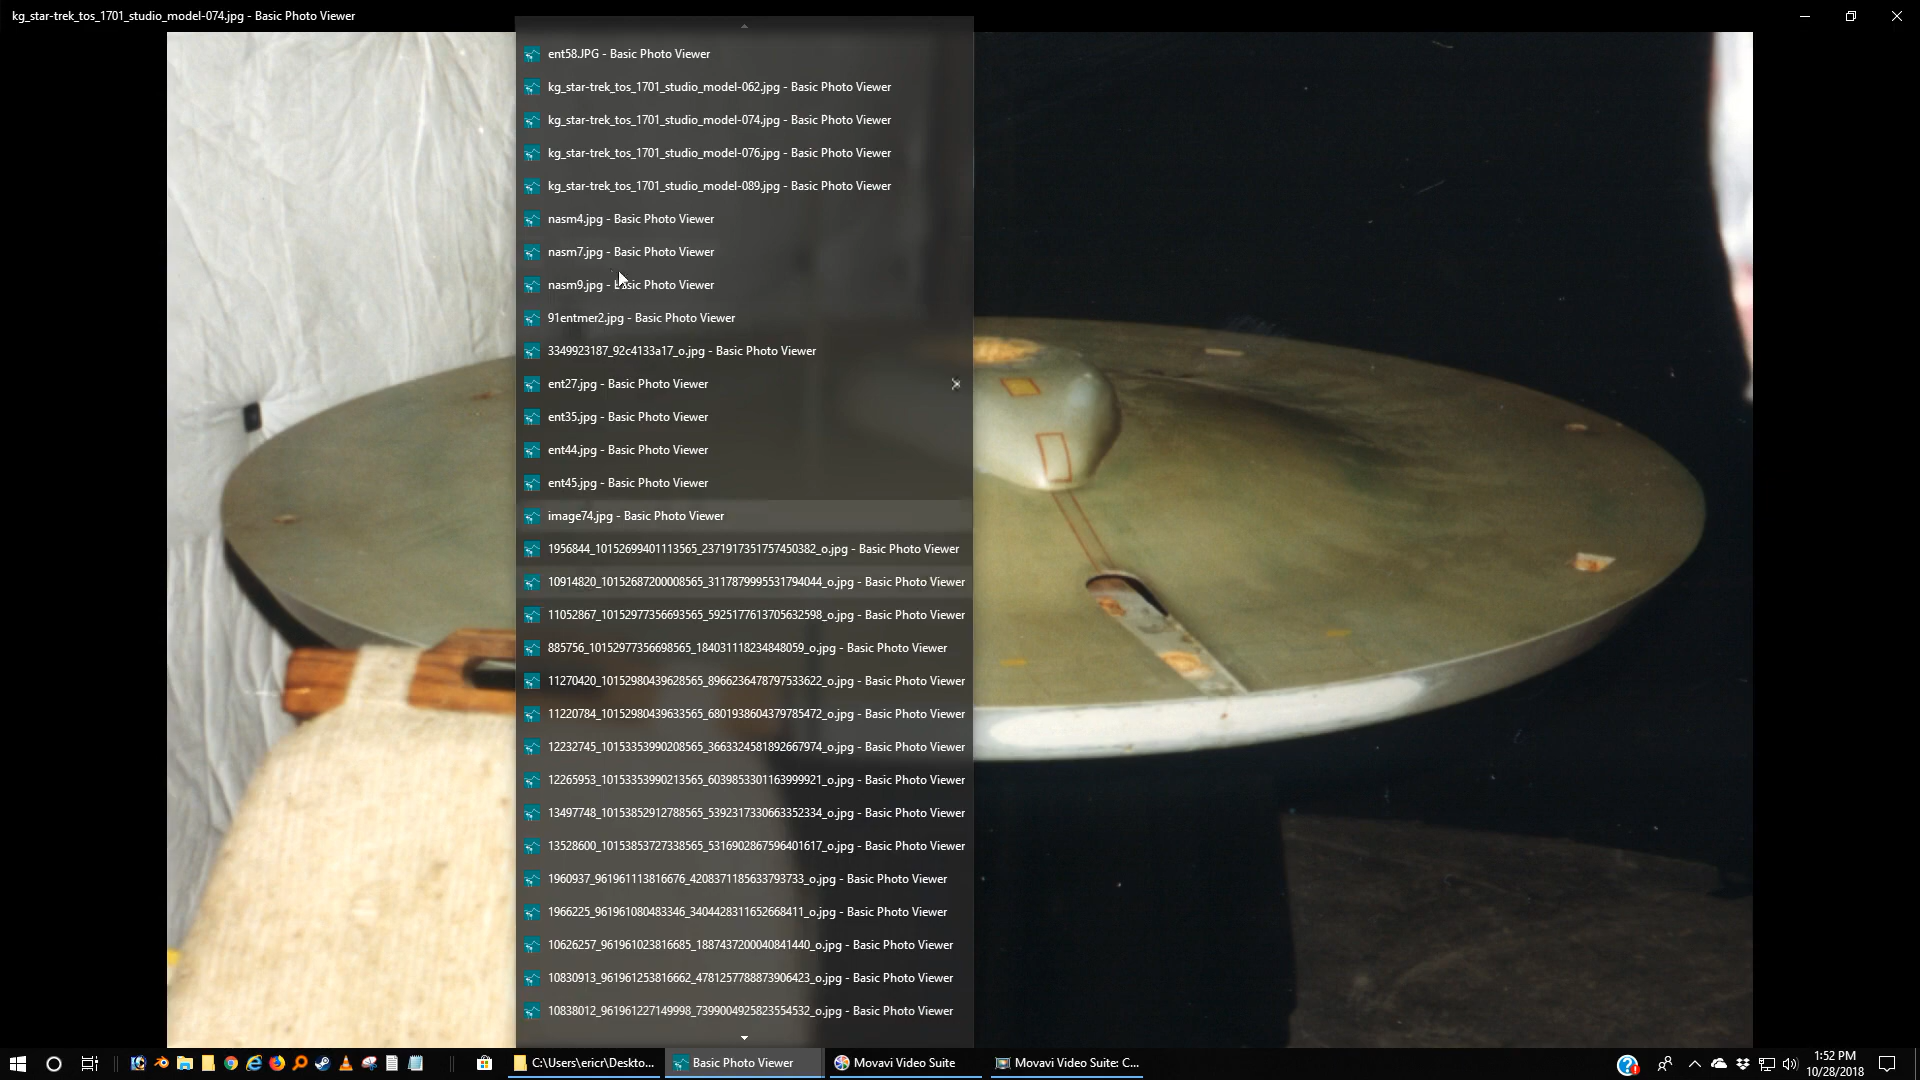 kg_star-trek_tos_1701_studio_model-074.jpg - Basic Photo Viewer
ent58.JPG - Basic Photo Viewer
kg_star-trek_tos_1701_studio_model-062.jpg - Basic Photo Viewer
kg_star-trek_tos_1701_studio_model-074.jpg - Basic Photo Viewer
kg_star-trek_tos_1701_studio_model-076.jpg - Basic Photo Viewer
kg_star-trek_tos_1701_studio_model-089.jpg - Basic Photo Viewer
nasm4.jpg - Basic Photo Viewer
nasm7.jpg - Basic Photo Viewer
nasm9.jpg - Basic Photo Viewer
91entmer2.jpg - Basic Photo Viewer
3349923187_92c4133a17_o.jpg - Basic Photo Viewer
ent27.jpg - Basic Photo Viewer
ent35.jpg - Basic Photo Viewer
ent44.jpg - Basic Photo Viewer
ent45.jpg - Basic Photo Viewer
image74.jpg - Basic Photo Viewer
1956844_10152699401113565_2371917351757450382_o.jpg - Basic Photo Viewer
10914820_10152687200008565_3117879995531794044_o.jpg - Basic Photo Viewer
11052867_10152977356693565_5925177613705632598_o.jpg - Basic Photo Viewer
885756_10152977356698565_184031118234848059_o.jpg - Basic Photo Viewer
11270420_10152980439628565_8966236478797533622_o.jpg - Basic Photo Viewer
11220784_10152980439633565_6801938604379785472_o.jpg - Basic Photo Viewer
12232745_10153353990208565_3663324581892667974_o.jpg - Basic Photo Viewer
12265953_10153353990213565_6039853301163999921_o.jpg - Basic Photo Viewer
13497748_10153852912788565_5392317330663352334_o.jpg - Basic Photo Viewer
13528600_10153853727338565_5316902867596401617_o.jpg - Basic Photo Viewer
1960937_961961113816676_4208371185633793733_o.jpg - Basic Photo Viewer
1966225_961961080483346_3404428311652668411_o.jpg - Basic Photo Viewer
10626257_961961023816685_1887437200040841440_o.jpg - Basic Photo Viewer
10830913_961961253816662_4781257788873906423_o.jpg - Basic Photo Viewer
10838012_961961227149998_7399004925823554532_o.jpg - Basic Photo Viewer
C:\Users\ericr\Deskto...
Basic Photo Viewer
Movavi Video Suite
Movavi Video Suite: C...
1:52 PM
10/28/2018